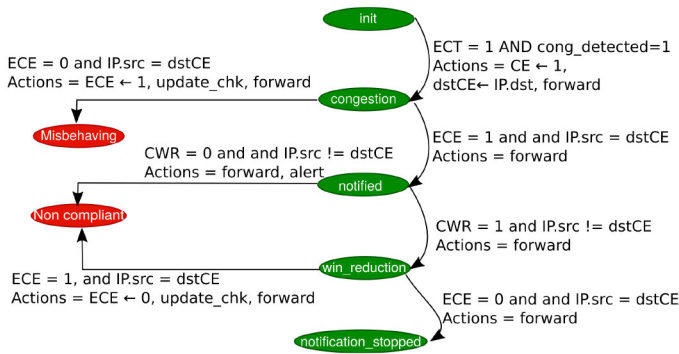 init
ECT = 1 AND cong_detected=1
Actions = CE ← 1,
dstCE← IP.dst, forward
ECE = 0 and IP.src = dstCE
Actions = ECE ← 1, update_chk, forward
congestion
Misbehaving
ECE = 1 and and IP.src = dstCE
Actions = forward
CWR = 0 and and IP.src != dstCE
Actions = forward, alert
notified
Non compliant
CWR = 1 and IP.src != dstCE
Actions = forward
win_reduction
ECE = 1, and IP.src = dstCE
Actions = ECE ← 0, update_chk, forward
ECE = 0 and and IP.src = dstCE
Actions = forward
notification_stopped